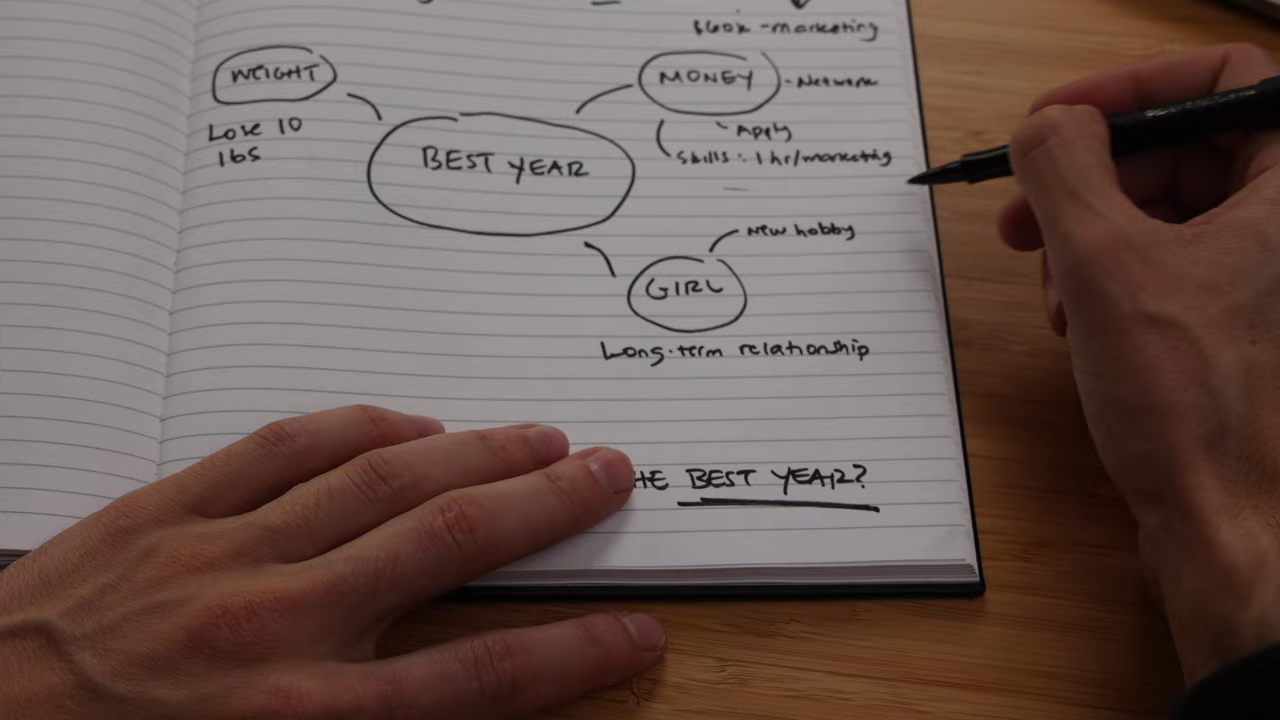 $60k - marketing
WEIGHT
MONEY
- Network
Lose 10
lbs
- Apply
BEST YEAR
Skills: 1 hr/marketing
New hobby
GIRL
Long-term relationship
HE BEST YEAR?